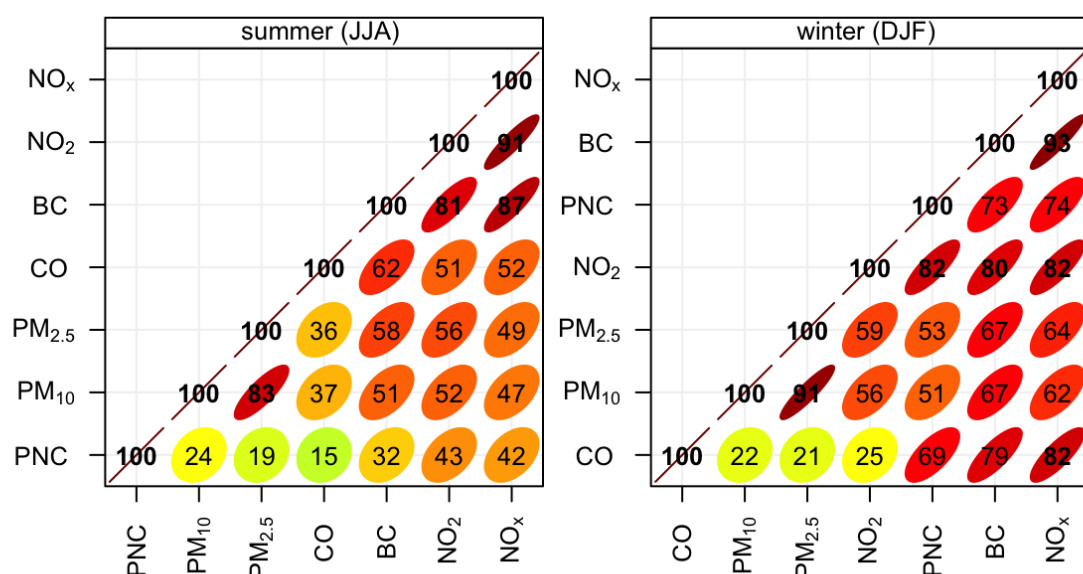 summer (JJA)
NOₓ 100
NO₂ 100 91
BC 100 81 87
CO 100 62 51 52
PM₂.₅ 100 36 58 56 49
PM₁₀ 100 83 37 51 52 47
PNC 100 24 19 15 32 43 42
PNC PM₁₀ PM₂.₅ CO BC NO₂ NOₓ
winter (DJF)
NOₓ 100
BC 100 93
PNC 100 73 74
NO₂ 100 82 80 82
PM₂.₅ 100 59 53 67 64
PM₁₀ 100 91 56 51 67 62
CO 100 22 21 25 69 79 82
CO PM₁₀ PM₂.₅ NO₂ PNC BC NOₓ